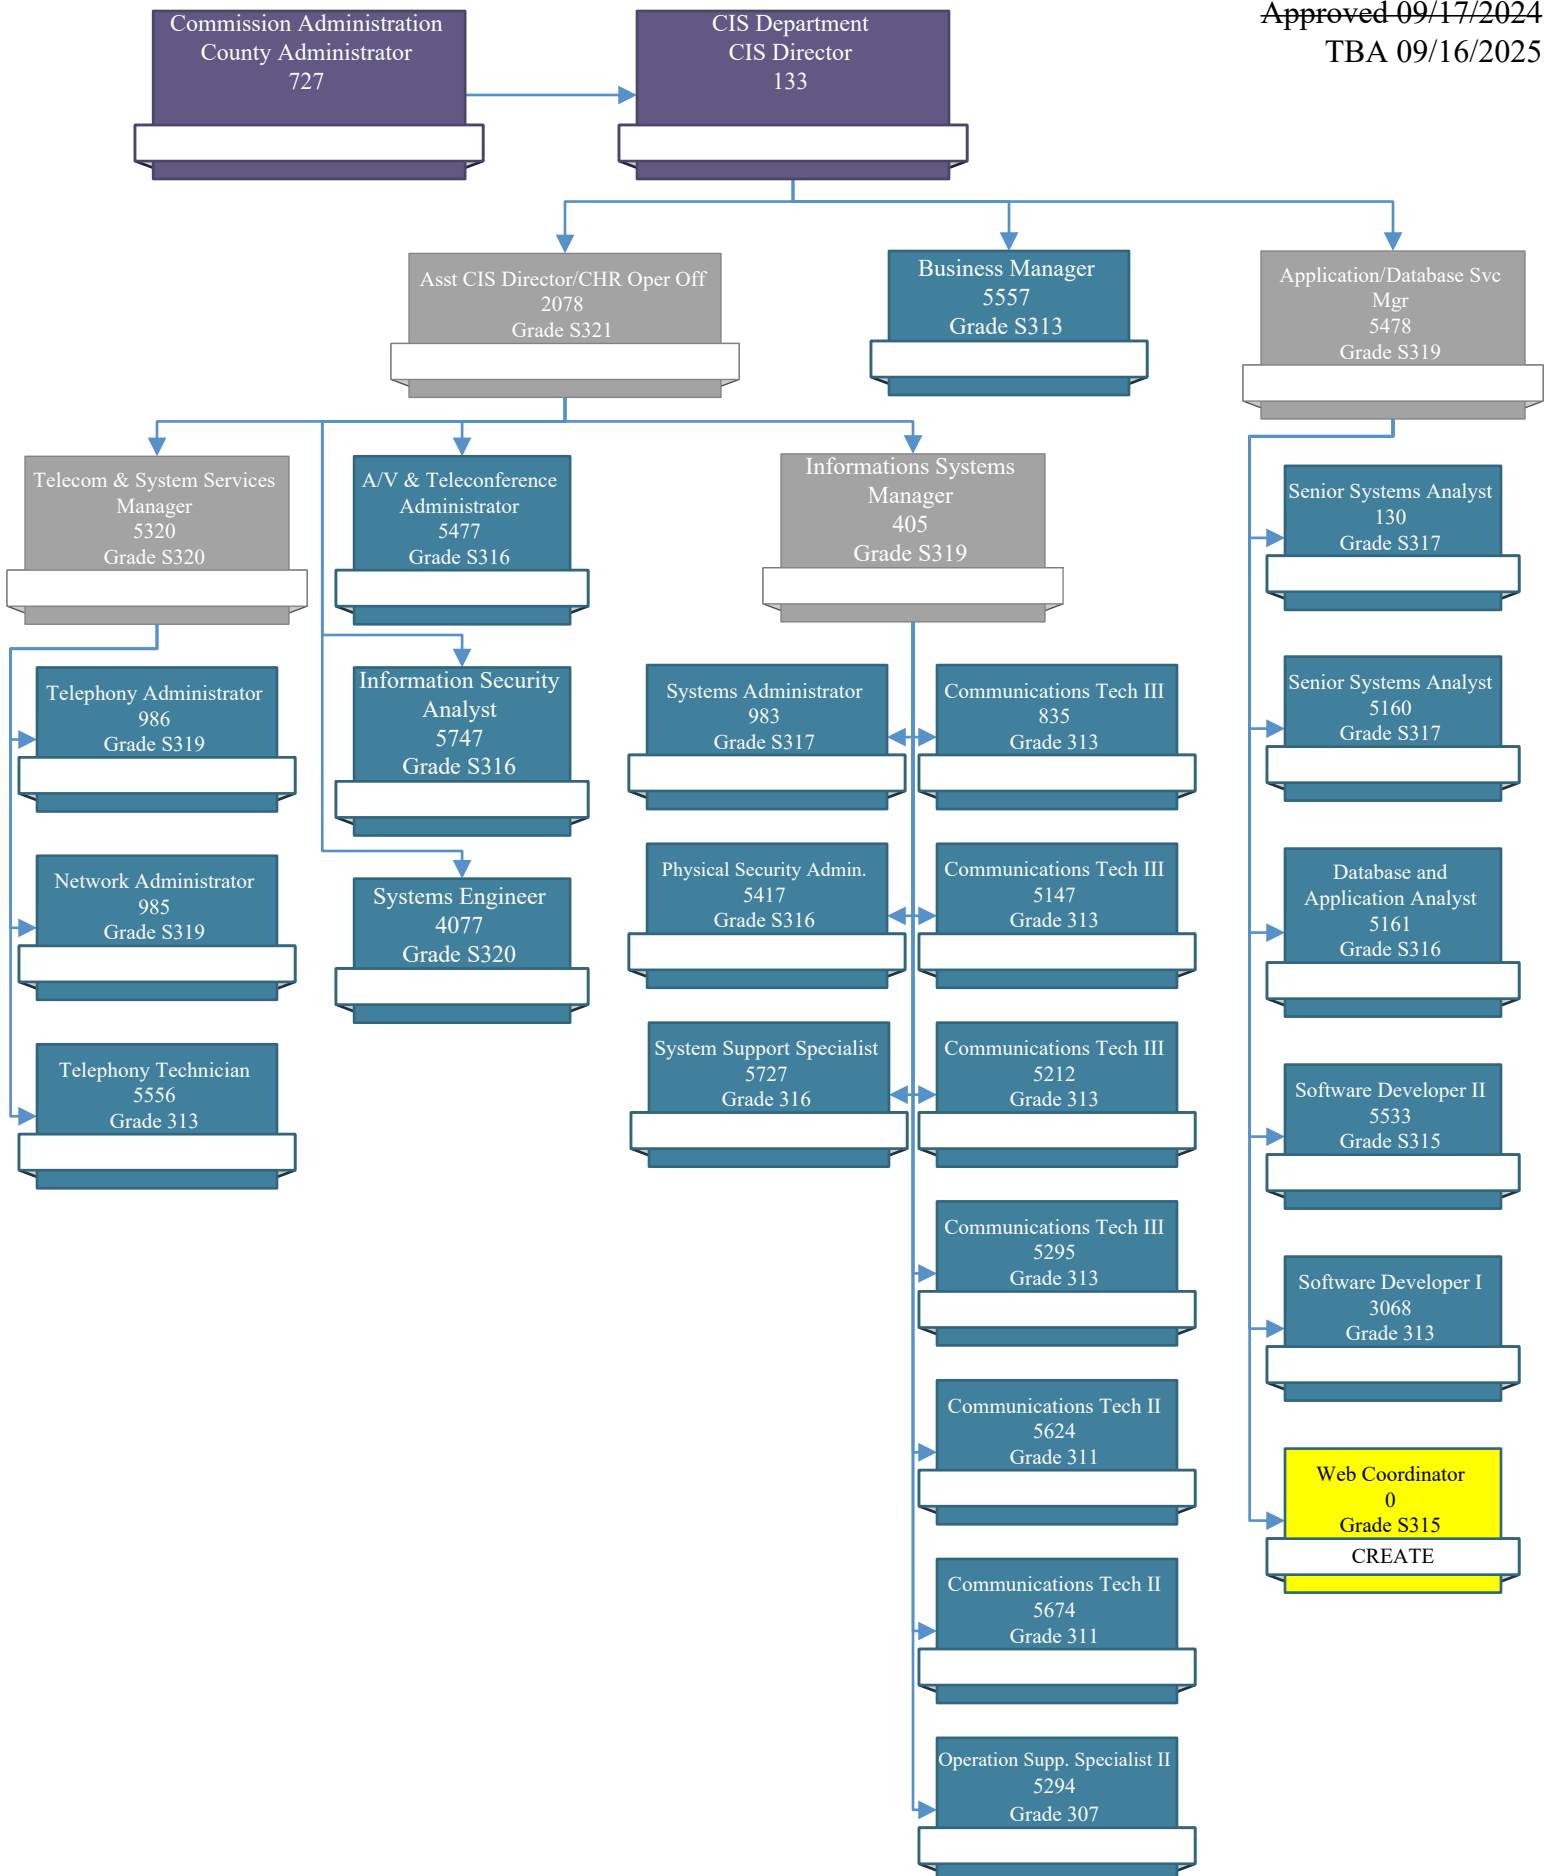 Approved 09/17/2024
TBA 09/16/2025
Commission Administration
County Administrator
727
CIS Department
CIS Director
133
Asst CIS Director/CHR Oper Off
2078
Grade S321
Business Manager
5557
Grade S313
Application/Database Svc
Mgr
5478
Grade S319
Telecom & System Services
Manager
5320
Grade S320
A/V & Teleconference
Administrator
5477
Grade S316
Informations Systems
Manager
405
Grade S319
Senior Systems Analyst
130
Grade S317
Telephony Administrator
986
Grade S319
Information Security
Analyst
5747
Grade S316
Systems Administrator
983
Grade S317
Communications Tech III
835
Grade 313
Senior Systems Analyst
5160
Grade S317
Network Administrator
985
Grade S319
Systems Engineer
4077
Grade S320
Physical Security Admin.
5417
Grade S316
Communications Tech III
5147
Grade 313
Database and
Application Analyst
5161
Grade S316
Telephony Technician
5556
Grade 313
System Support Specialist
5727
Grade 316
Communications Tech III
5212
Grade 313
Software Developer II
5533
Grade S315
Communications Tech III
5295
Grade 313
Software Developer I
3068
Grade 313
Communications Tech II
5624
Grade 311
Web Coordinator
0
Grade S315
CREATE
Communications Tech II
5674
Grade 311
Operation Supp. Specialist II
5294
Grade 307